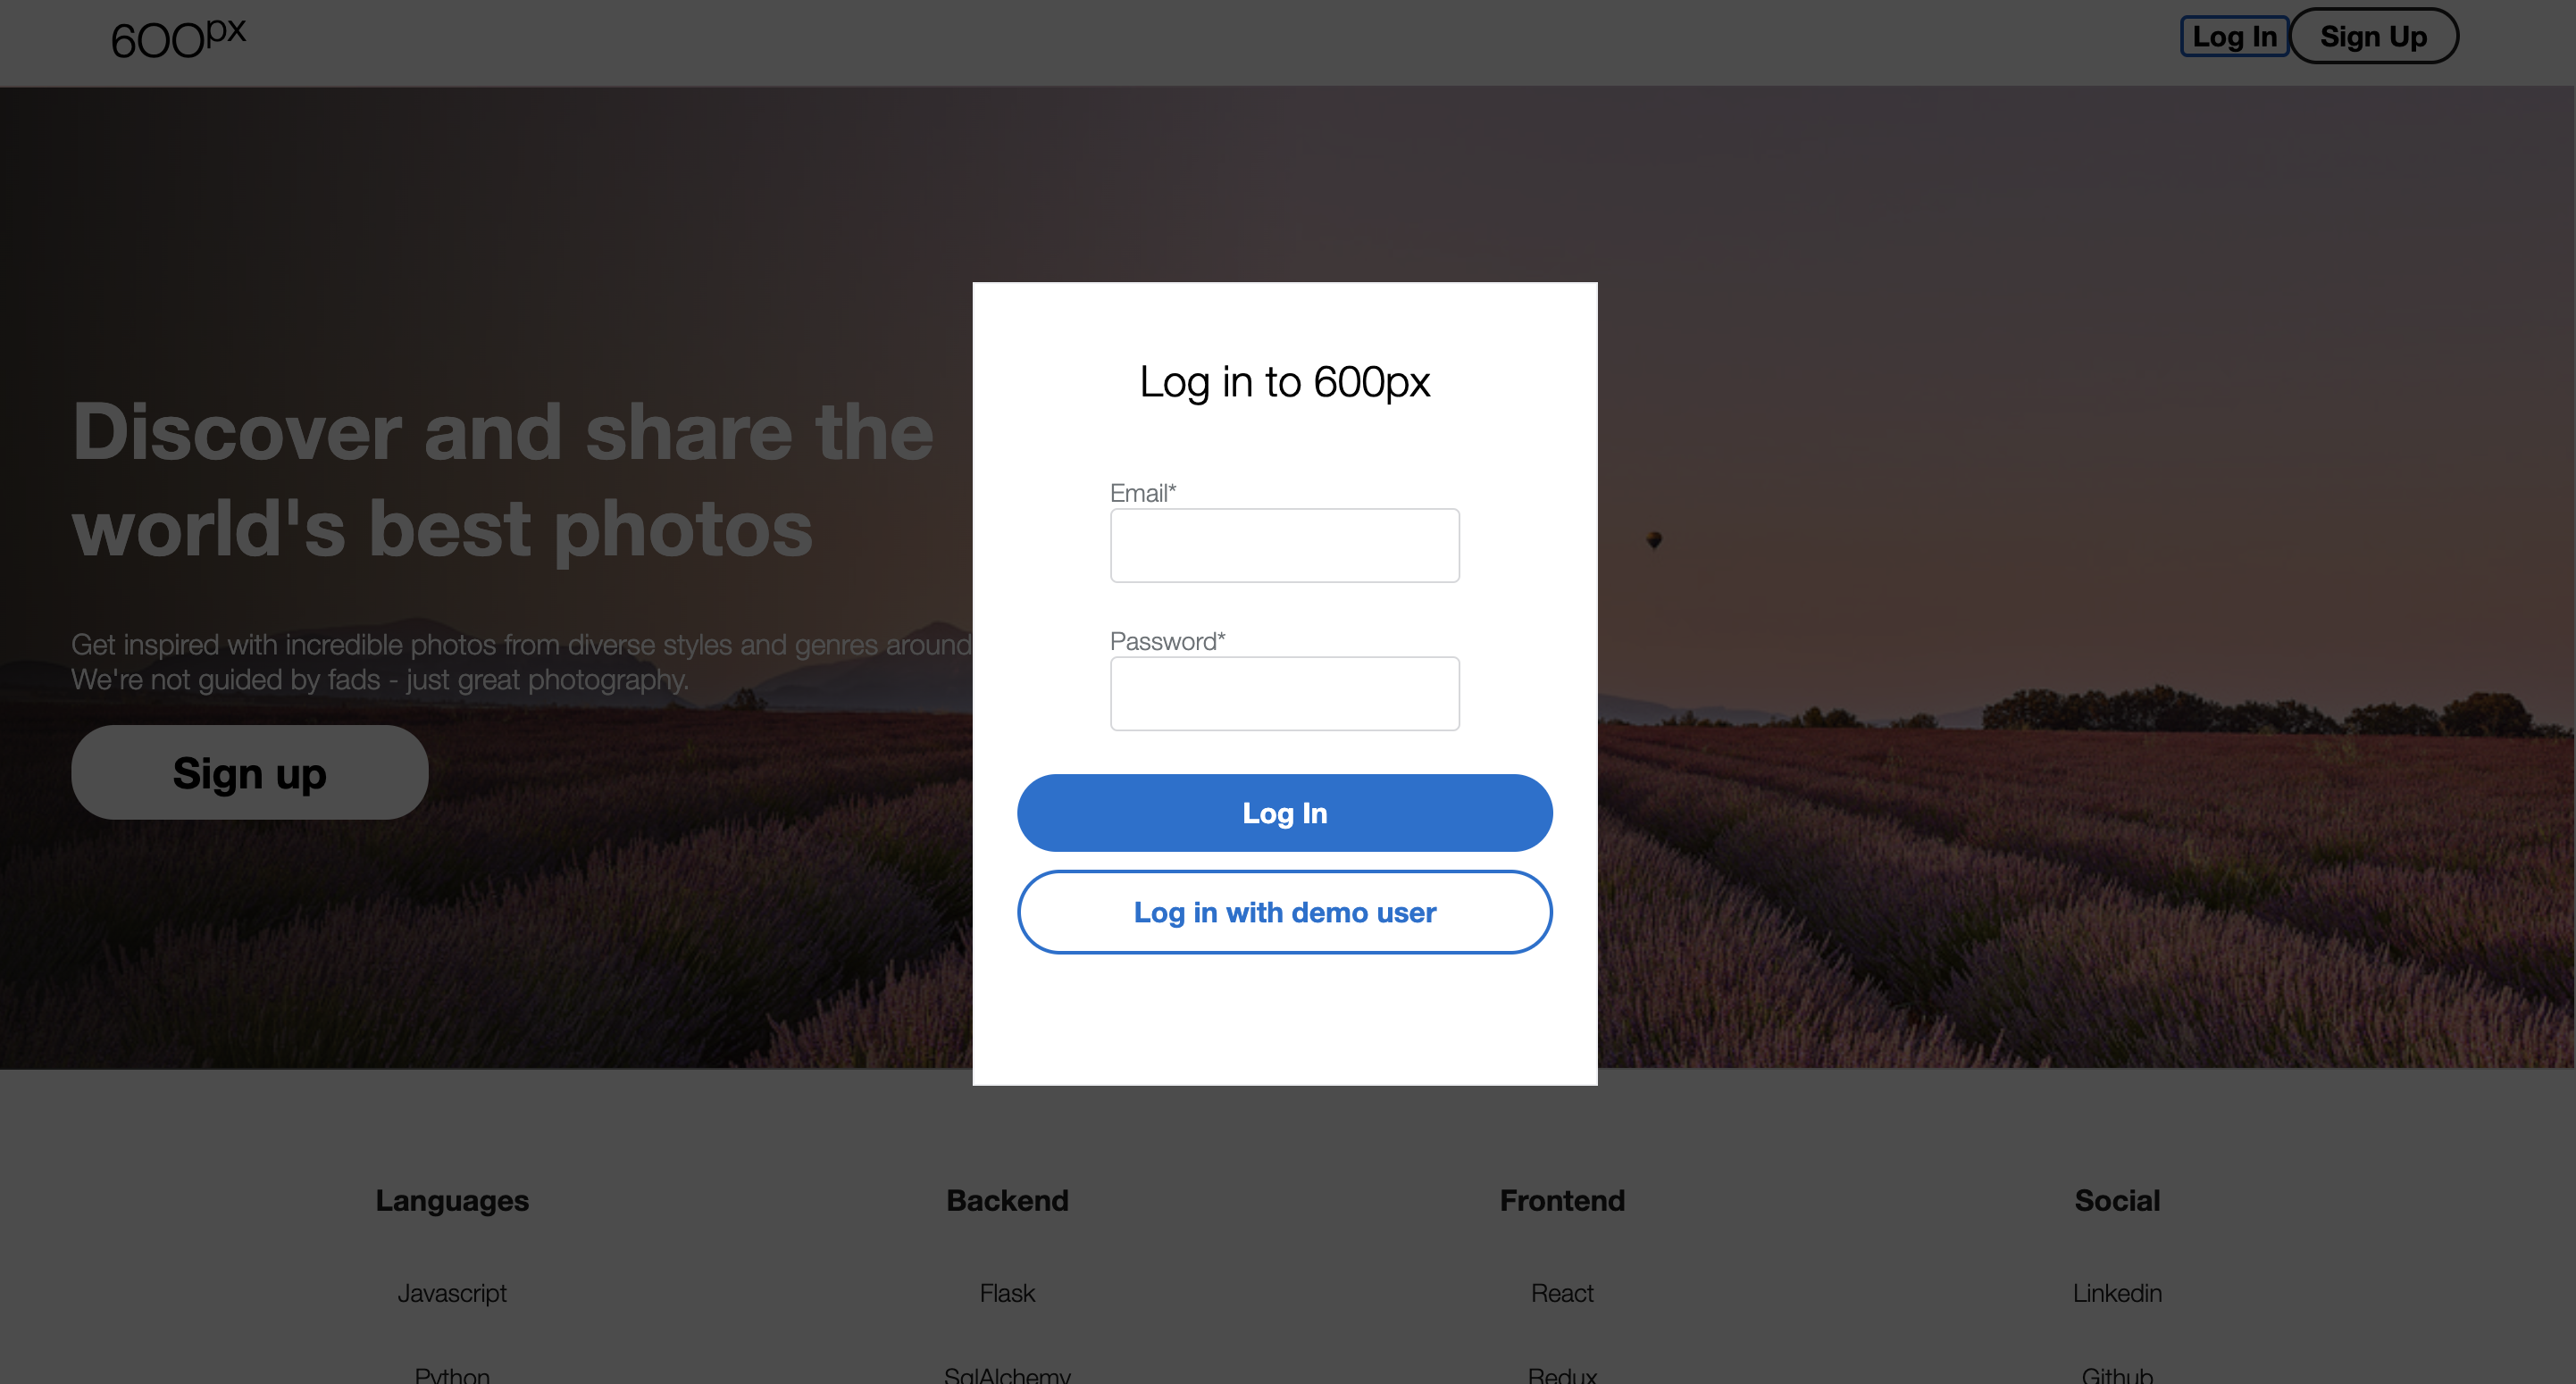 600px
Log In
Sign Up
Discover and share the
world's best photos
Get inspired with incredible photos from diverse styles and genres around
We're not guided by fads - just great photography.
Sign up
Log in to 600px
Email*
Password*
Log In
Log in with demo user
Languages
Backend
Frontend
Social
Javascript
Flask
React
Linkedin
Python
SqlAlchemy
Redux
Github